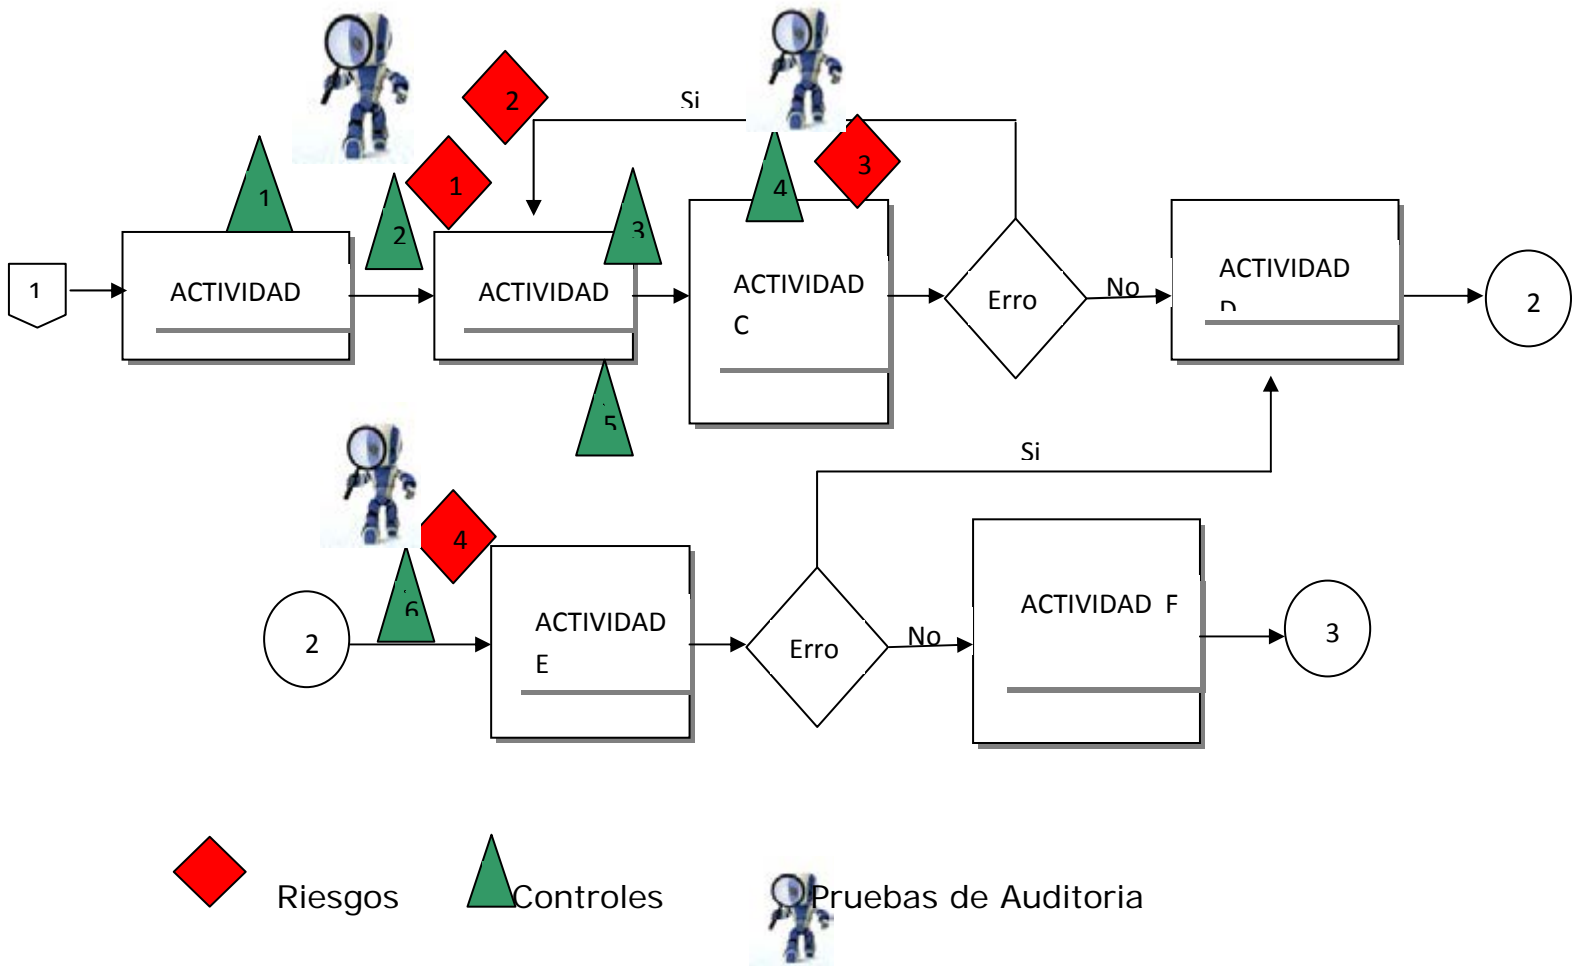 2
Si
3
1
1
4
2
3
1
ACTIVIDAD
ACTIVIDAD
ACTIVIDAD
C
Erro
No
ACTIVIDAD
D
2
5
Si
4
6
2
ACTIVIDAD
E
Erro
No
ACTIVIDAD F
3
Riesgos
Controles
Pruebas de Auditoria